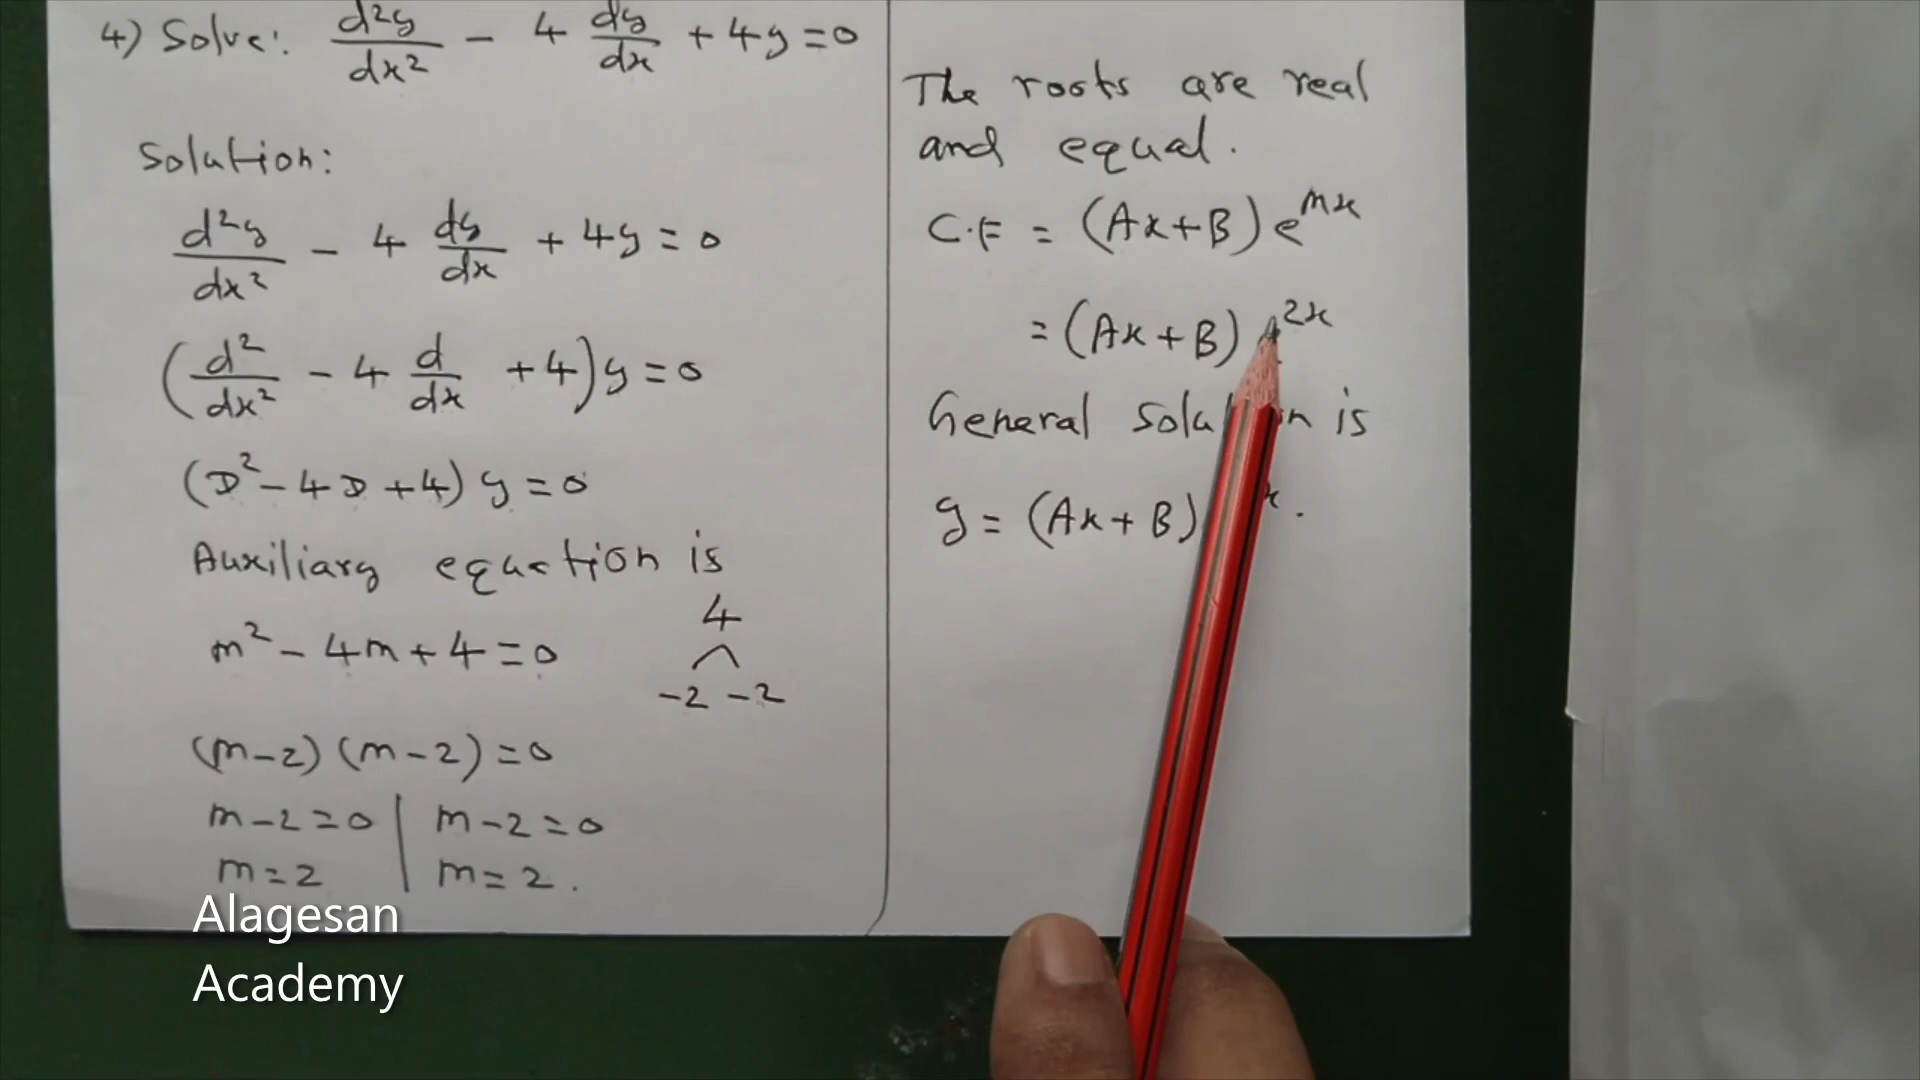 4) Solve: d²y/dx² - 4 dy/dx + 4y = 0
Solution:
d²y/dx² - 4 dy/dx + 4y = 0
(d²/dx² - 4 d/dx + 4) y = 0
(D² - 4D + 4) y = 0
Auxiliary equation is
m² - 4m + 4 = 0
4
-2 -2
(m-2) (m-2) = 0
m-2=0 | m-2=0
m=2 | m=2.
The roots are real
and equal.
C.F = (Ax+B) e^mx
= (Ax+B) 2x
General is
y = (Ax+B) x.
Alagesan
Academy